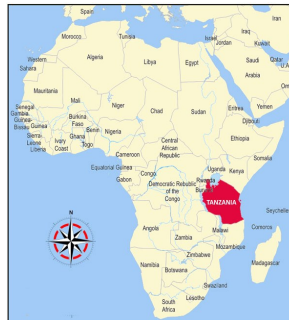 Spain
Turkey
Tunisia
Morocco
Israel
Jordan
Iraq
Iran
Kuwait
Algeria
Libya
Egypt
Western
Sahara
Saudi
Arabia
Mauritania
Mali
Niger
Chad
Sudan
Eritrea
Yemen
Oman
Senegal
Gambia
Guinea-
Bissau
Guinea
Burkina
Faso
Djibouti
Sierra
Leone
Liberia
Ivory
Coast
Ghana
Togo
Benin
Nigeria
Ethiopia
Central
African
Republic
Cameroon
Somalia
Equatorial Guinea
Gabon
Congo
Uganda
Kenya
Rwanda
Democratic Republic
of the
Congo
TANZANIA
Seychelles
Comoros
Angola
Zambia
Malawi
Mozambique
Madagascar
Zimbabwe
Namibia
Botswana
Swaziland
South
Africa
Lesotho
N